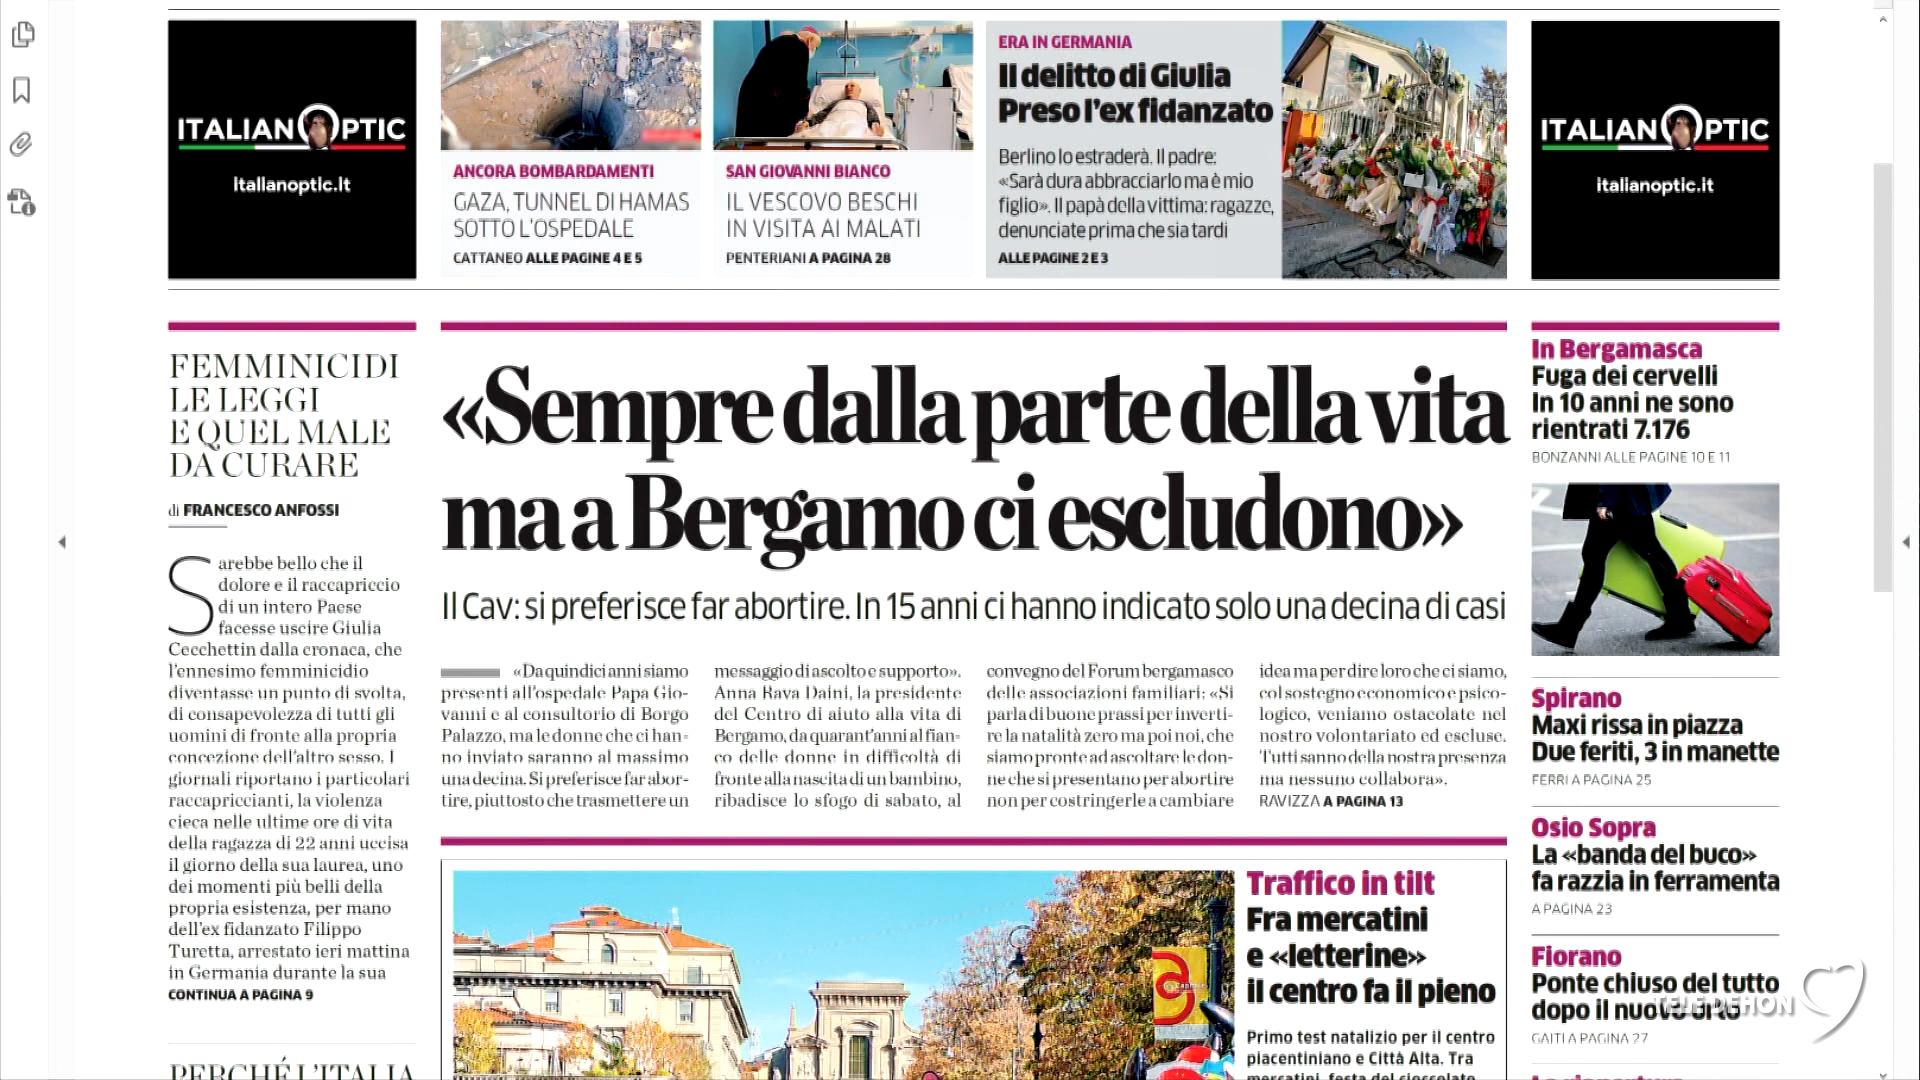 ITALIAN OPTIC
italianoptic.it
ANCORA BOMBARDAMENTI
GAZA, TUNNEL DI HAMAS
SOTTO L'OSPEDALE
CATTANEO ALLE PAGINE 4 E 5
SAN GIOVANNI BIANCO
IL VESCOVO BESCHI
IN VISITA AI MALATI
PENTERIANI A PAGINA 28
ERA IN GERMANIA
Il delitto di Giulia
Preso l'ex fidanzato
Berlino lo estraderà. Il padre:
«Sarà dura abbracciarlo ma è mio
figlio». Il papà della vittima: ragazze,
denunciate prima che sia tardi
ALLE PAGINE 2 E 3
ITALIAN OPTIC
italianoptic.it
FEMMINICIDI
LE LEGGI
E QUEL MALE
DA CURARE
di FRANCESCO ANFOSSI
Sarebbe bello che il
dolore e il raccapriccio
di un intero Paese
facesse uscire Giulia
Cecchettin dalla cronaca, che
l'ennesimo femminicidio
diventasse un punto di svolta,
di consapevolezza di tutti gli
uomini di fronte alla propria
concezione dell'altro sesso. I
giornali riportano i particolari
raccapriccianti, la violenza
cieca nelle ultime ore di vita
della ragazza di 22 anni uccisa
il giorno della sua laurea, uno
dei momenti più belli della
propria esistenza, per mano
dell'ex fidanzato Filippo
Turetta, arrestato ieri mattina
in Germania durante la sua
CONTINUA A PAGINA 9
PERCHÉ L'ITALIA
«Sempre dalla parte della vita
ma a Bergamo ci escludono»
Il Cav: si preferisce far abortire. In 15 anni ci hanno indicato solo una decina di casi
«Da quindici anni siamo
presenti all'ospedale Papa Gio-
vanni e al consultorio di Borgo
Palazzo, ma le donne che ci han-
no inviato saranno al massimo
una decina. Si preferisce far abor-
tire, piuttosto che trasmettere un
messaggio di ascolto e supporto».
Anna Rava Daini, la presidente
del Centro di aiuto alla vita di
Bergamo, da quarant'anni al fian-
co delle donne in difficoltà di
fronte alla nascita di un bambino,
ribadisce lo sfogo di sabato, al
convegno del Forum bergamasco
delle associazioni familiari: «Si
parla di buone prassi per inverti-
re la natalità zero ma poi noi, che
siamo pronte ad ascoltare le don-
ne che si presentano per abortire
non per costringerle a cambiare
idea ma per dire loro che ci siamo,
col sostegno economico e psico-
logico, veniamo ostacolate nel
nostro volontariato ed escluse.
Tutti sanno della nostra presenza
ma nessuno collabora».
RAVIZZA A PAGINA 13
Traffico in tilt
Fra mercatini
e «letterine»
il centro fa il pieno
Primo test natalizio per il centro
piacentiniano e Città Alta. Tra
mercatini, festa del cioccolato
In Bergamasca
Fuga dei cervelli
In 10 anni ne sono
rientrati 7.176
BONZANNI ALLE PAGINE 10 E 11
Spirano
Maxi rissa in piazza
Due feriti, 3 in manette
FERRI A PAGINA 25
Osio Sopra
La «banda del buco»
fa razzia in ferramenta
A PAGINA 23
Fiorano
Ponte chiuso del tutto
dopo il nuovo urto
GAITI A PAGINA 27
TELEDEHON